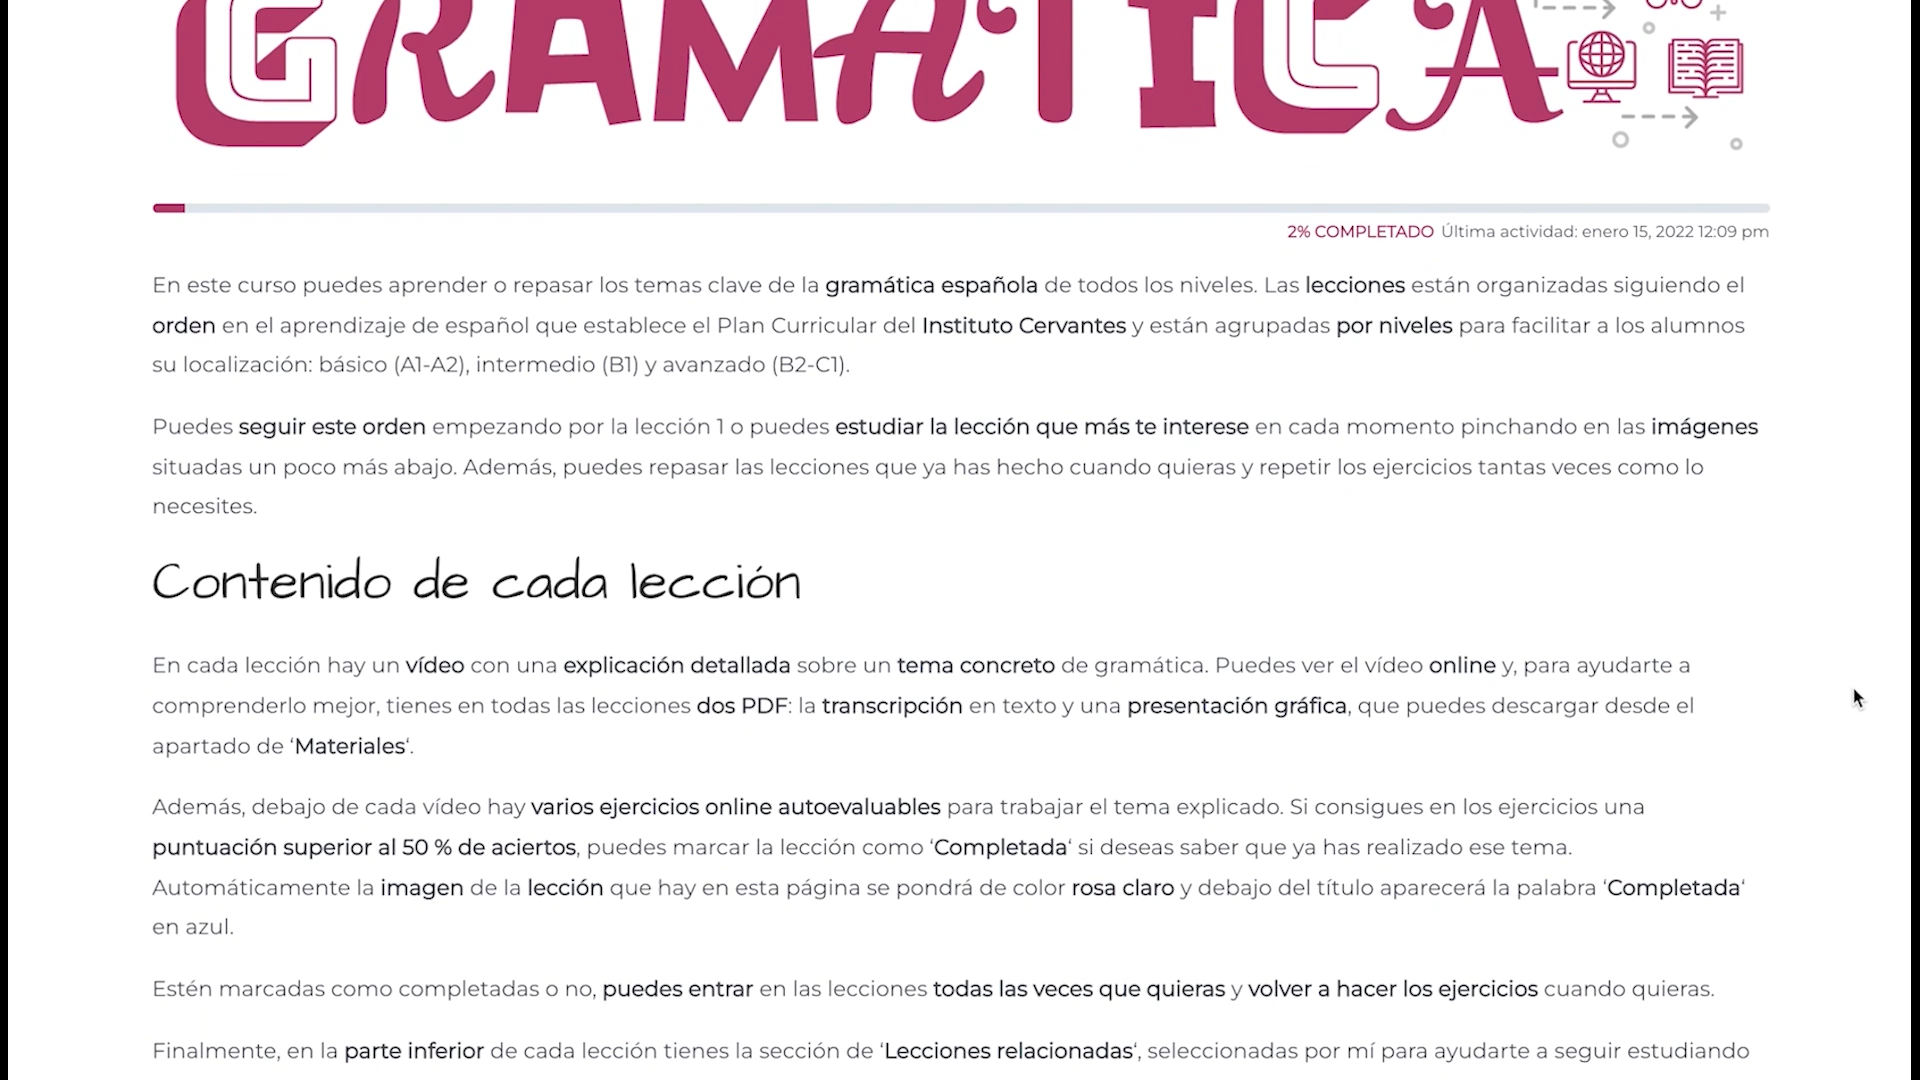 GRAMÁTICA
2% COMPLETADO Última actividad: enero 15, 2022 12:09 pm
En este curso puedes aprender o repasar los temas clave de la gramática española de todos los niveles. Las lecciones están organizadas siguiendo el
orden en el aprendizaje de español que establece el Plan Curricular del Instituto Cervantes y están agrupadas por niveles para facilitar a los alumnos
su localización: básico (A1-A2), intermedio (B1) y avanzado (B2-C1).
Puedes seguir este orden empezando por la lección 1 o puedes estudiar la lección que más te interese en cada momento pinchando en las imágenes
situadas un poco más abajo. Además, puedes repasar las lecciones que ya has hecho cuando quieras y repetir los ejercicios tantas veces como lo
necesites.
Contenido de cada lección
En cada lección hay un vídeo con una explicación detallada sobre un tema concreto de gramática. Puedes ver el vídeo online y, para ayudarte a
comprenderlo mejor, tienes en todas las lecciones dos PDF: la transcripción en texto y una presentación gráfica, que puedes descargar desde el
apartado de ‘Materiales‘.
Además, debajo de cada vídeo hay varios ejercicios online autoevaluables para trabajar el tema explicado. Si consigues en los ejercicios una
puntuación superior al 50 % de aciertos, puedes marcar la lección como ‘Completada‘ si deseas saber que ya has realizado ese tema.
Automáticamente la imagen de la lección que hay en esta página se pondrá de color rosa claro y debajo del título aparecerá la palabra ‘Completada‘
en azul.
Estén marcadas como completadas o no, puedes entrar en las lecciones todas las veces que quieras y volver a hacer los ejercicios cuando quieras.
Finalmente, en la parte inferior de cada lección tienes la sección de ‘Lecciones relacionadas‘, seleccionadas por mí para ayudarte a seguir estudiando